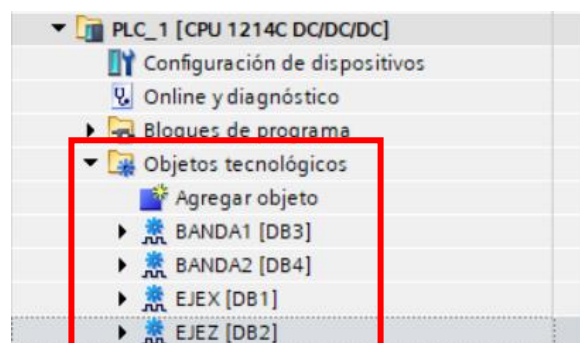 PLC_1 [CPU 1214C DC/DC/DC]
Configuración de dispositivos
Online y diagnóstico
Bloques de programa
Objetos tecnológicos
Agregar objeto
BANDA1 [DB3]
BANDA2 [DB4]
EJEX [DB1]
EJEZ [DB2]